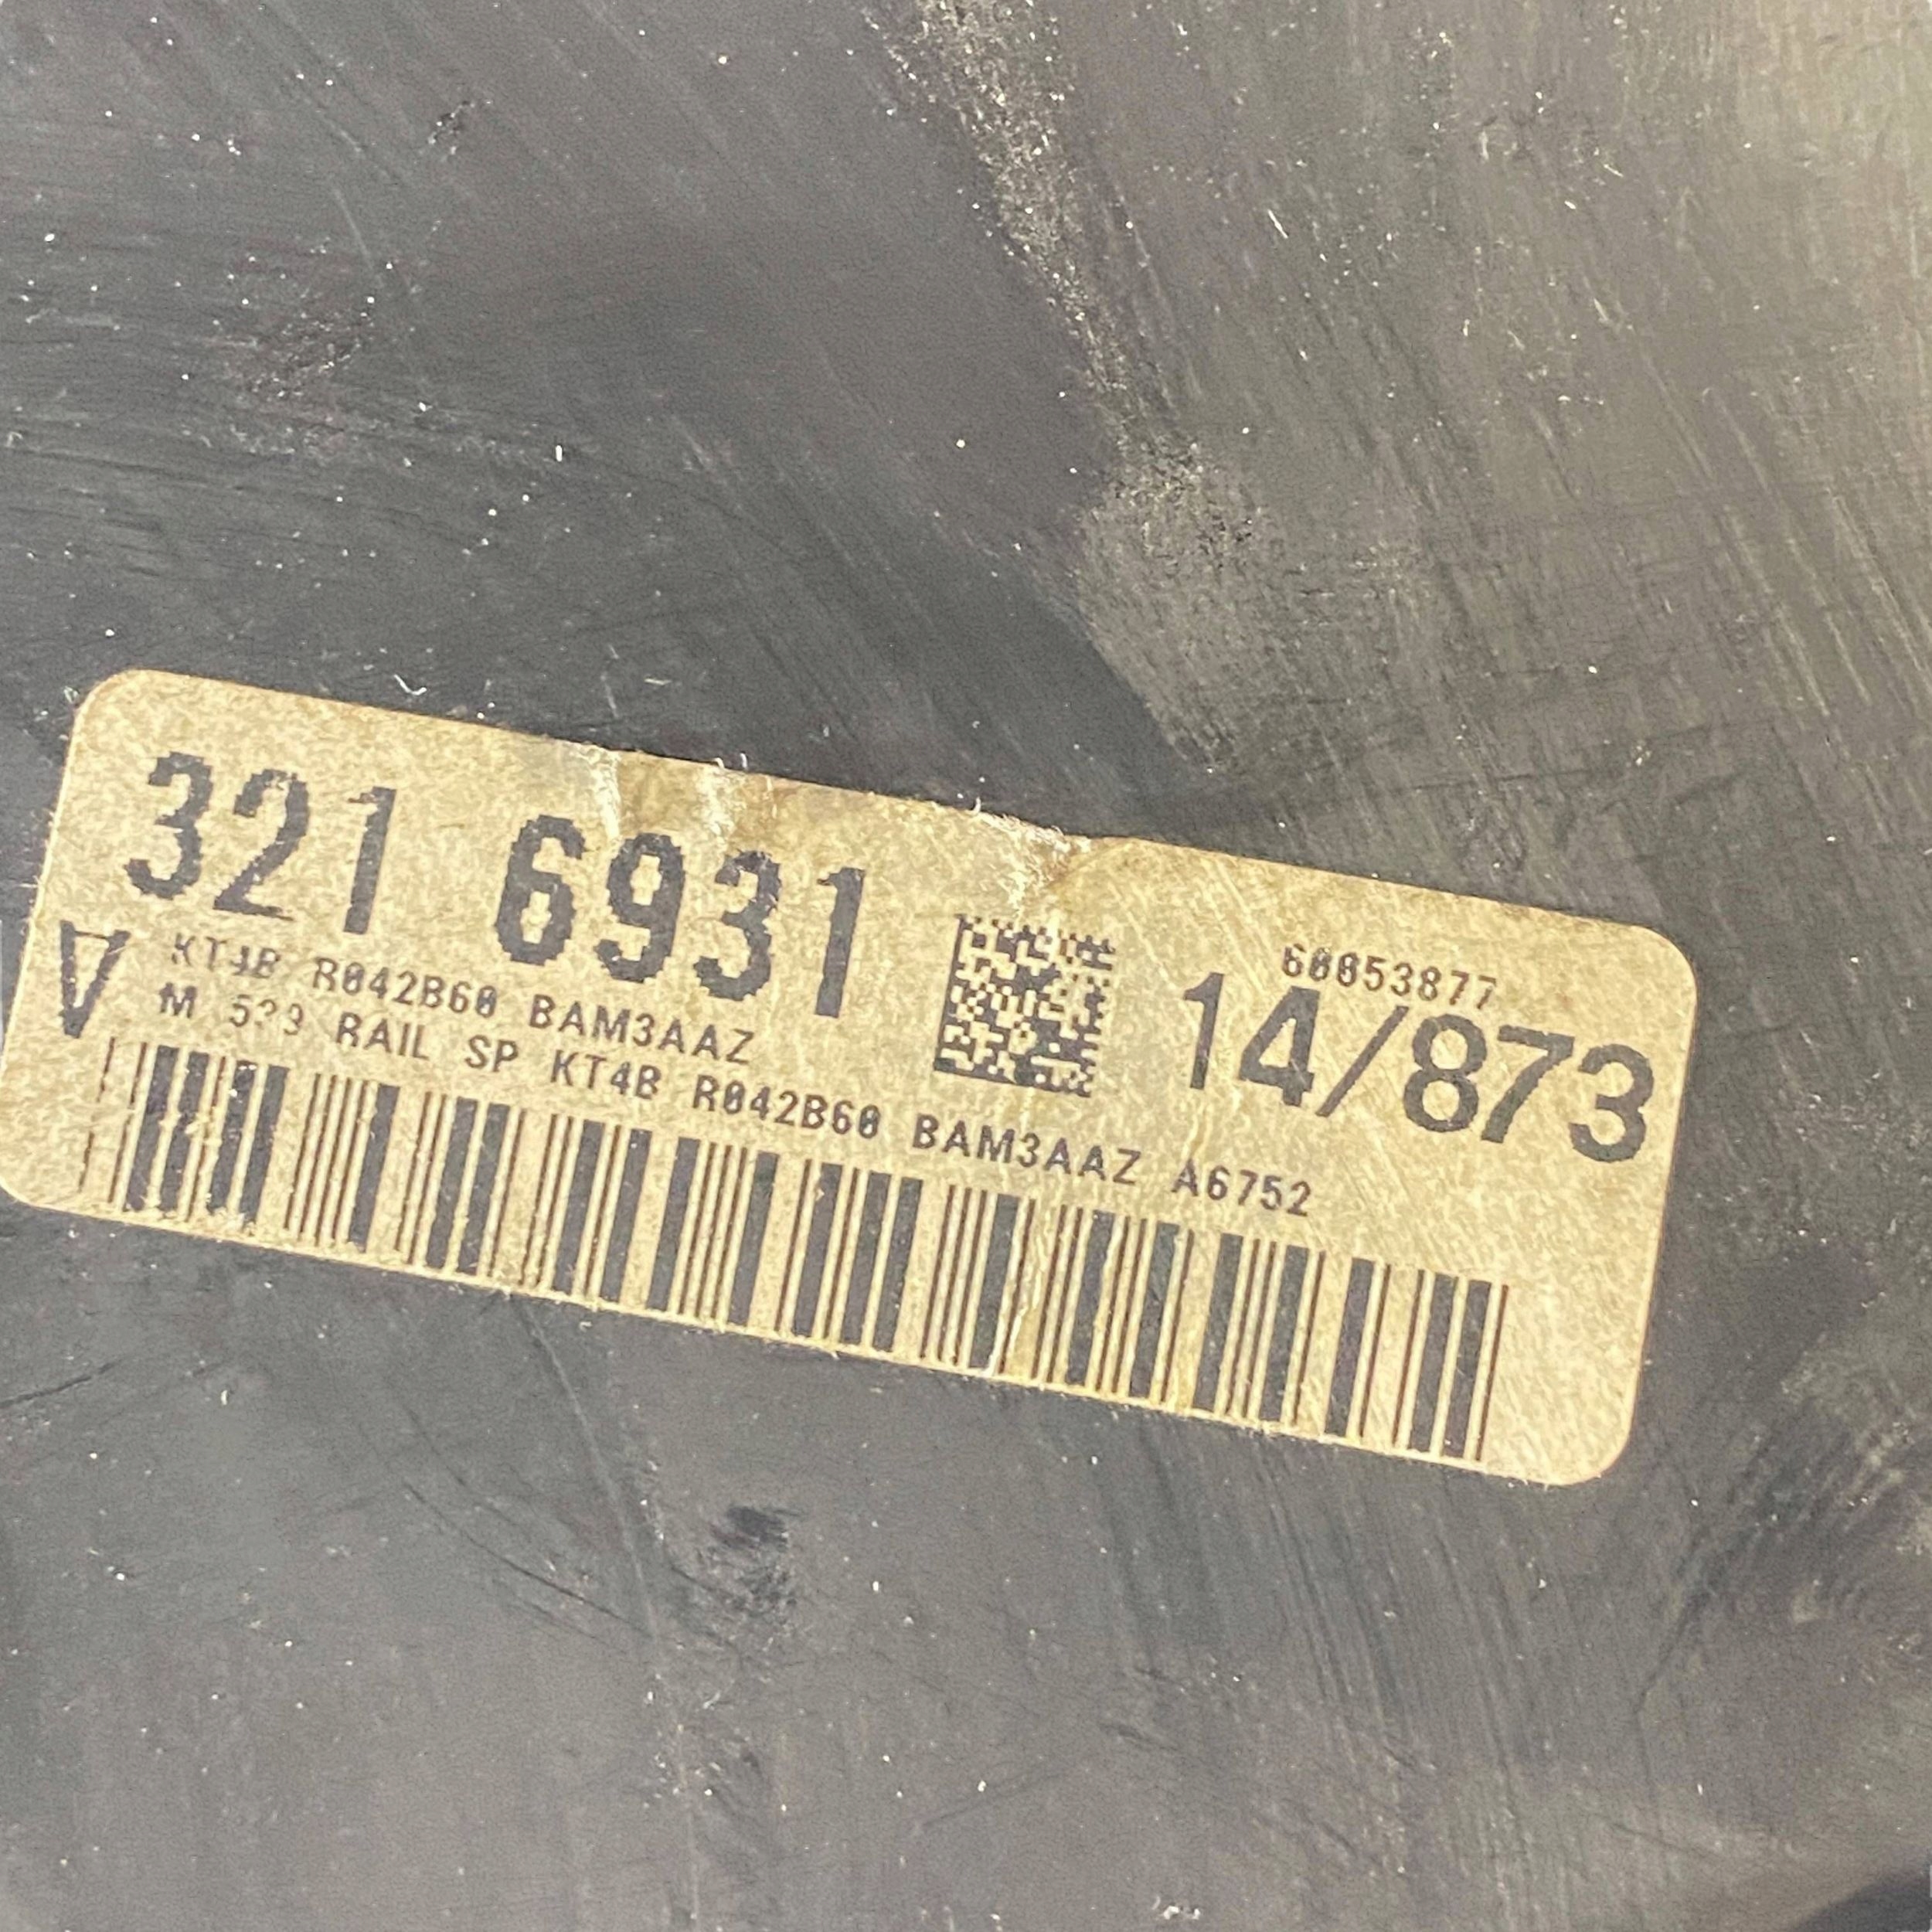 321 6931
60053877
14/873
A
KT4B R042B60 BAM3AAZ
M RAIL SP KT4B R042B60 BAM3AAZ A6752